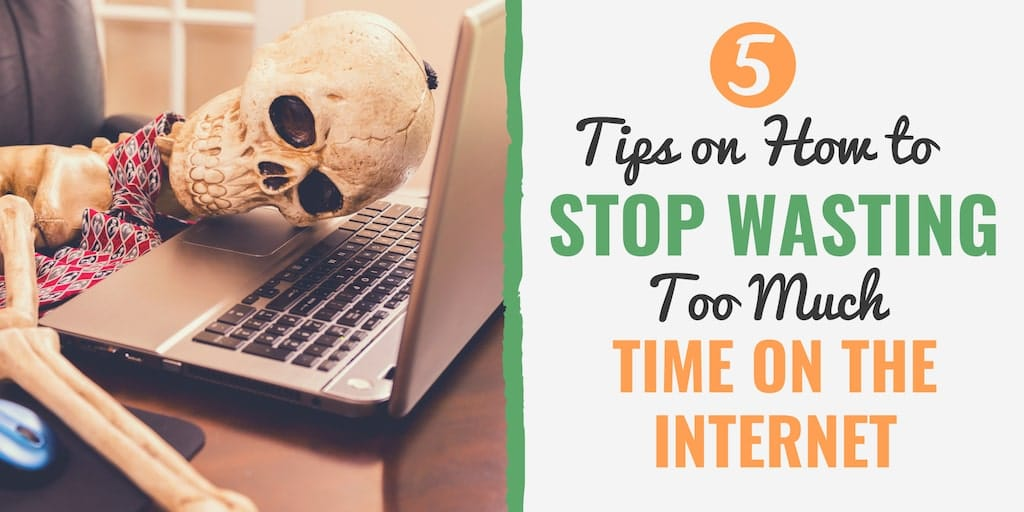 5
Tips on How to
STOP WASTING
Too Much
TIME ON THE
INTERNET